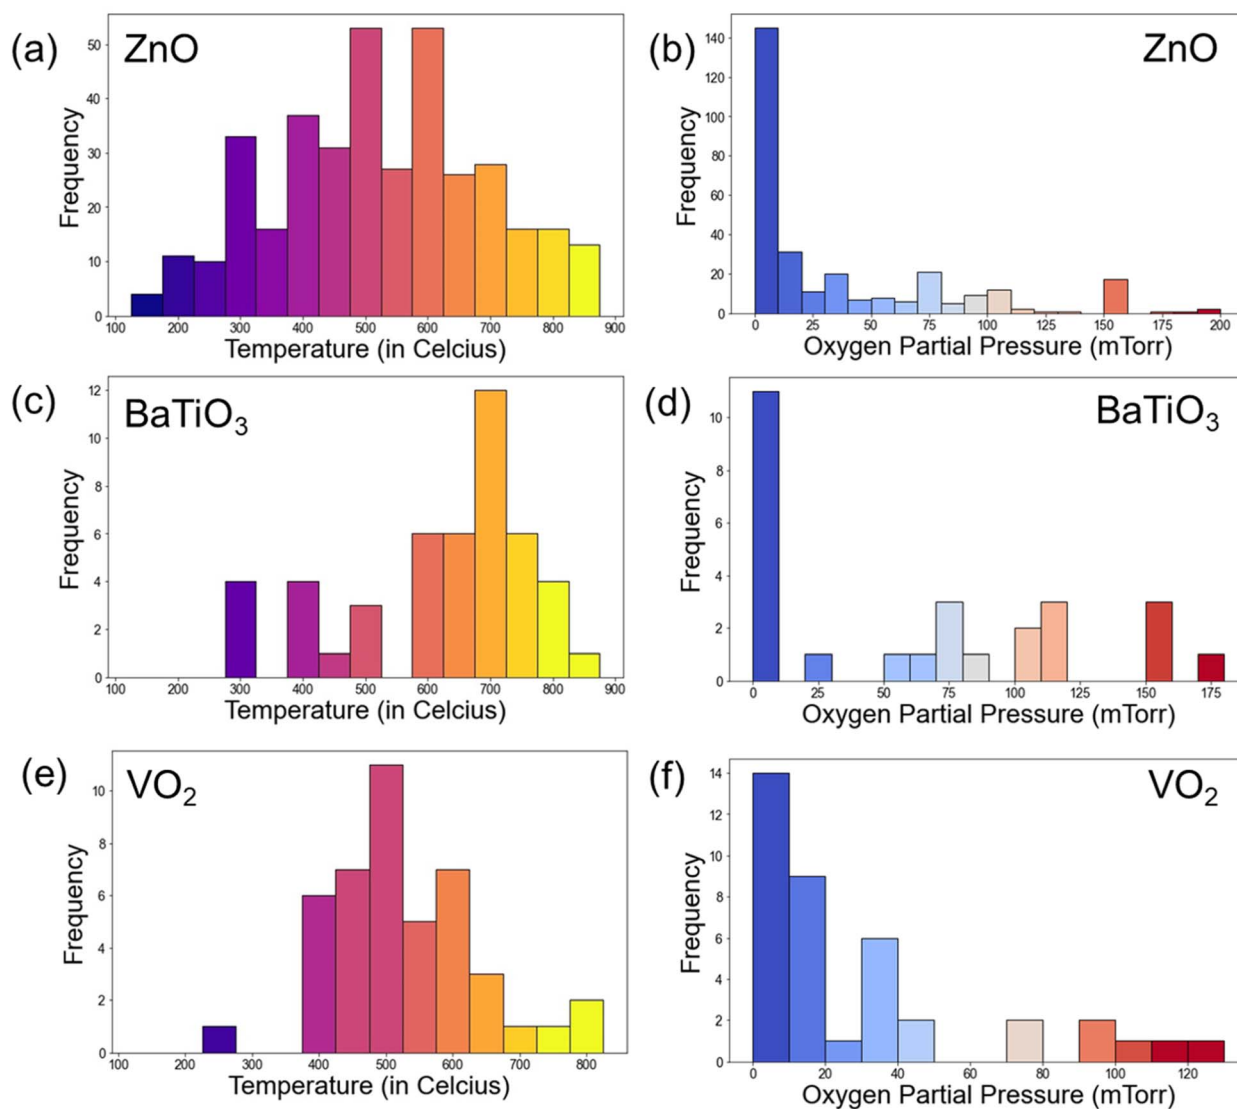 (a)
ZnO
Frequency
50
40
30
20
10
0
100 200 300 400 500 600 700 800 900
Temperature (in Celcius)
(b)
ZnO
Frequency
140
120
100
80
60
40
20
0
0 25 50 75 100 125 150 175 200
Oxygen Partial Pressure (mTorr)
(c)
BaTiO₃
Frequency
12
10
8
6
4
2
0
100 200 300 400 500 600 700 800 900
Temperature (in Celcius)
(d)
BaTiO₃
Frequency
10
8
6
4
2
0
0 25 50 75 100 125 150 175
Oxygen Partial Pressure (mTorr)
(e)
VO₂
Frequency
10
8
6
4
2
0
100 200 300 400 500 600 700 800
Temperature (in Celcius)
(f)
VO₂
Frequency
14
12
10
8
6
4
2
0
0 20 40 60 80 100 120
Oxygen Partial Pressure (mTorr)